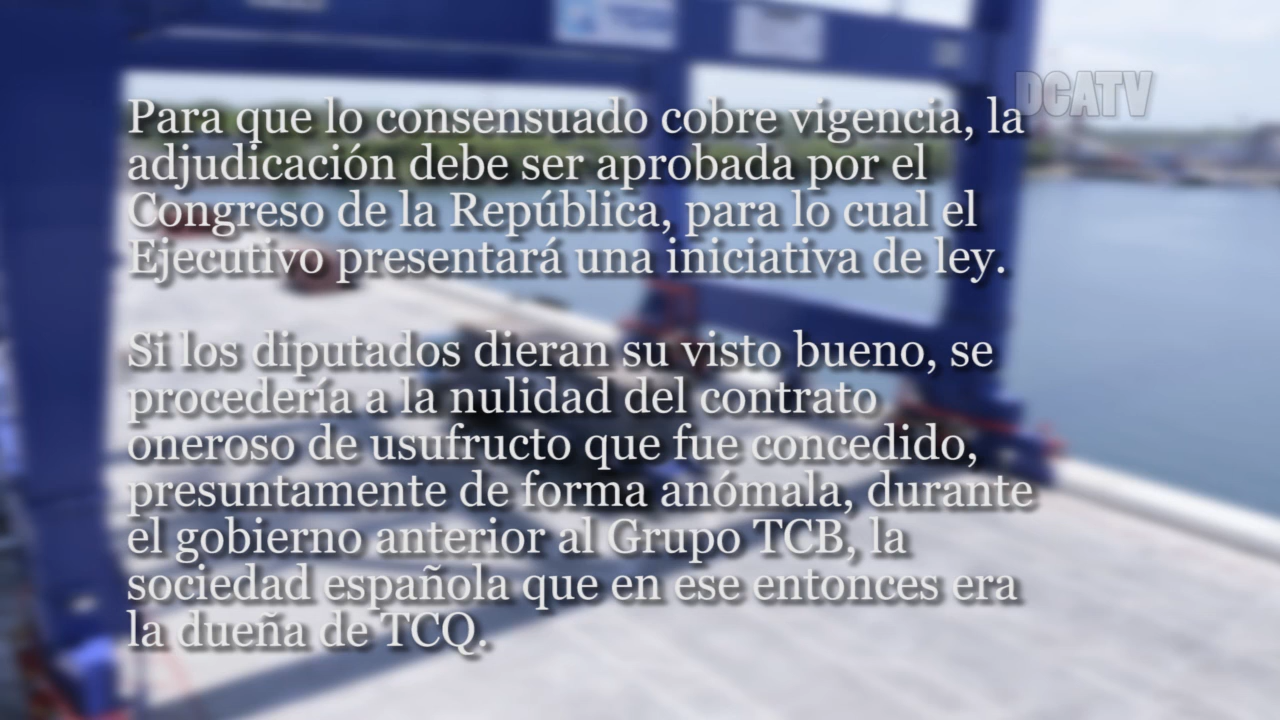 DCATV
Para que lo consensuado cobre vigencia, la
adjudicación debe ser aprobada por el
Congreso de la República, para lo cual el
Ejecutivo presentará una iniciativa de ley.
Si los diputados dieran su visto bueno, se
procedería a la nulidad del contrato
oneroso de usufructo que fue concedido,
presuntamente de forma anómala, durante
el gobierno anterior al Grupo TCB, la
sociedad española que en ese entonces era
la dueña de TCQ.